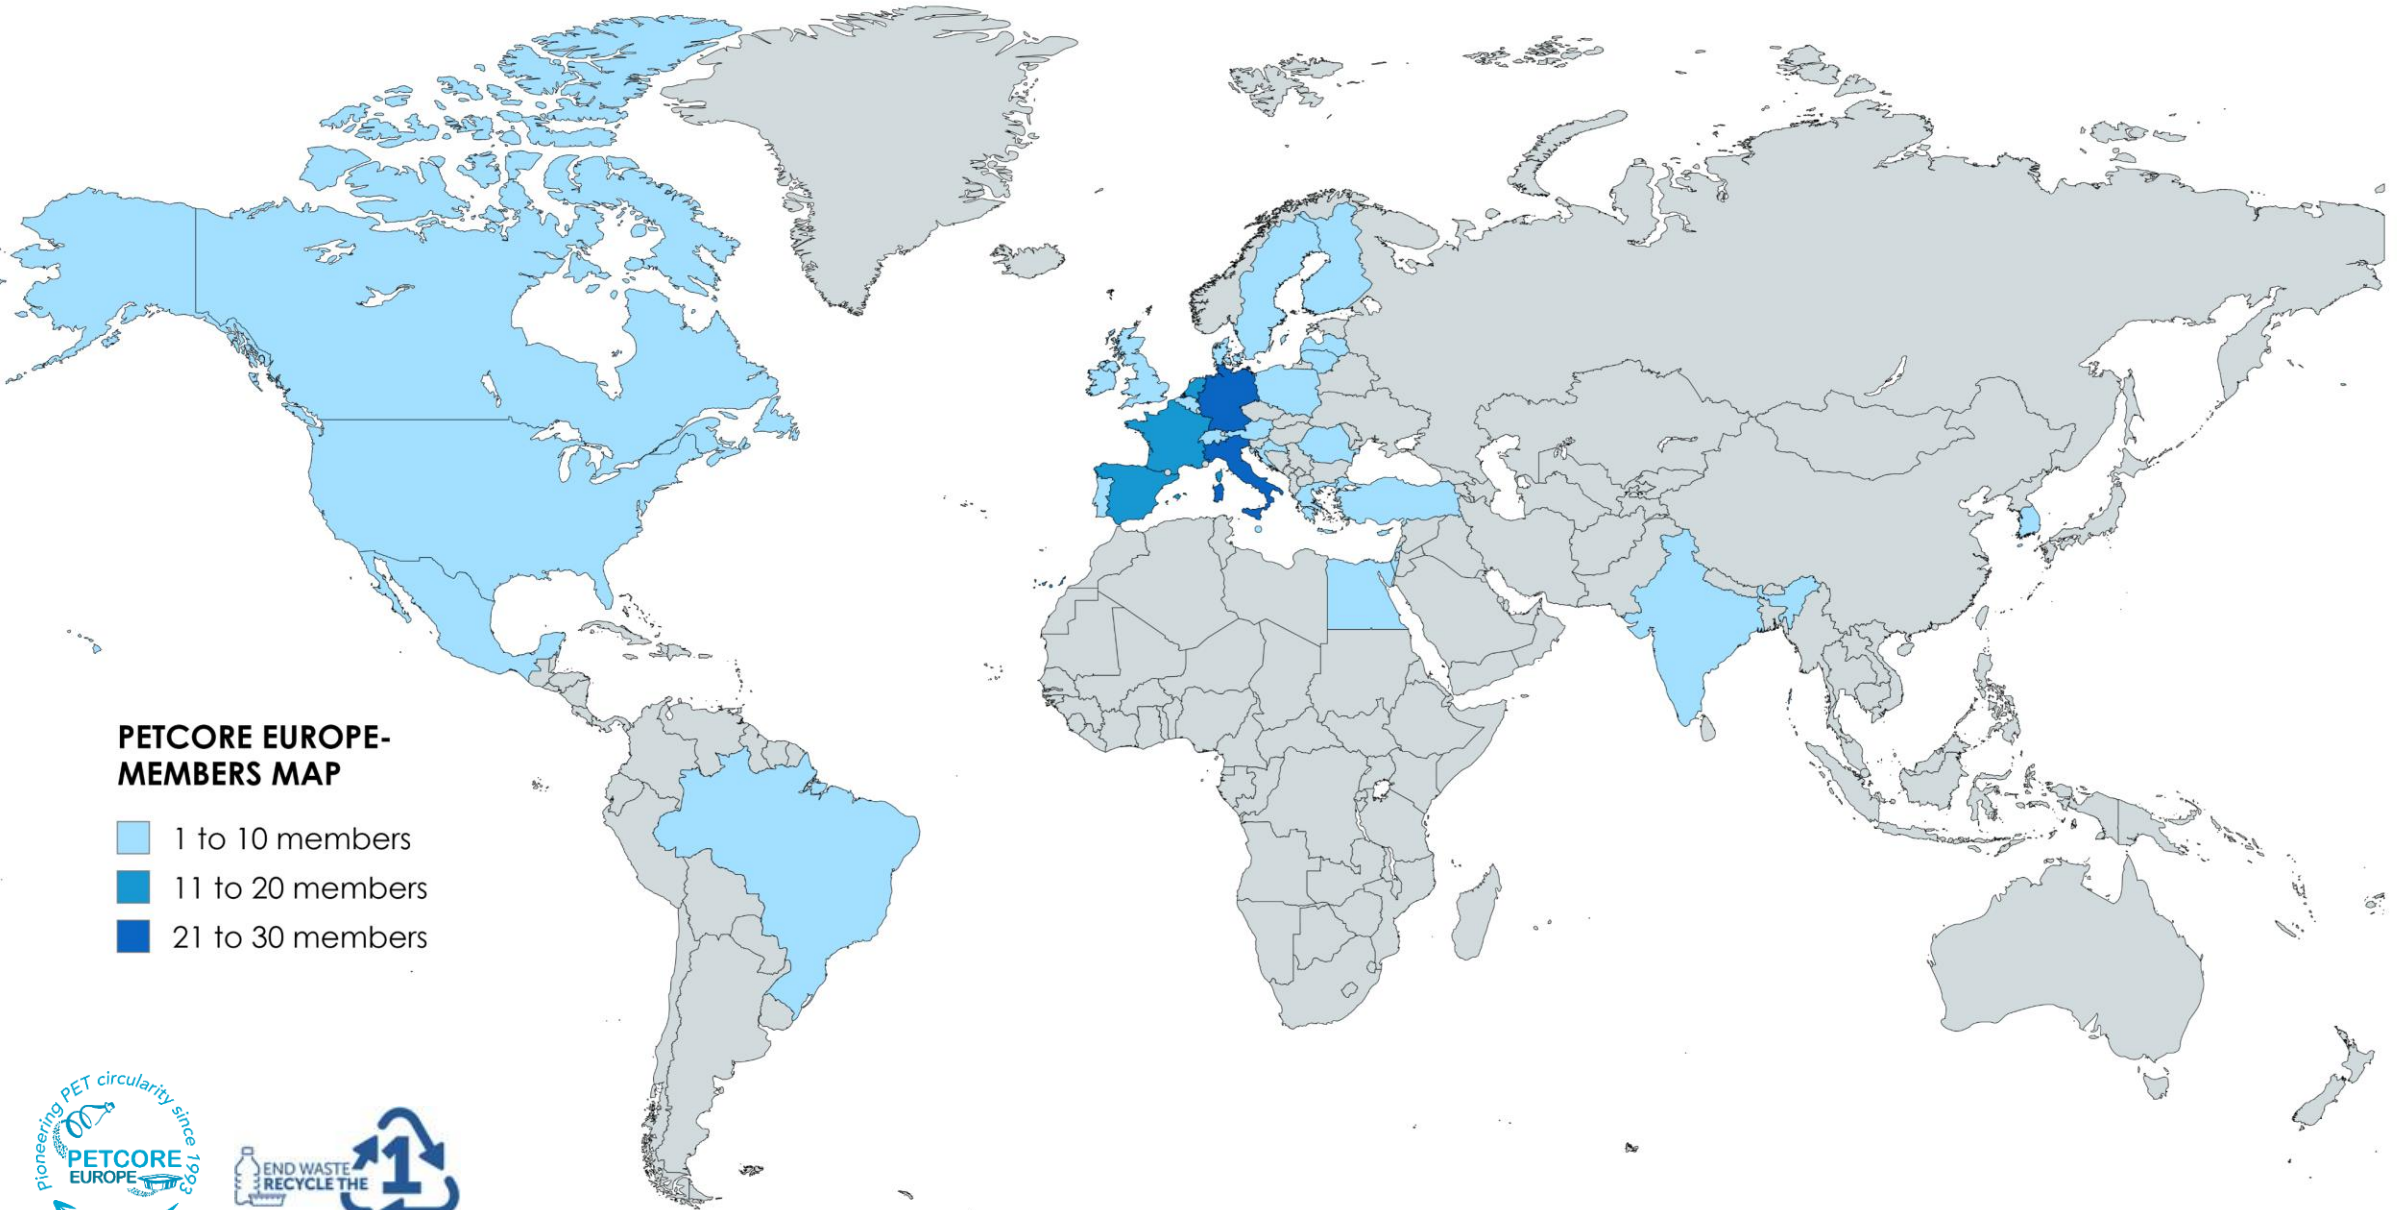 PETCORE EUROPE-
MEMBERS MAP
1 to 10 members
11 to 20 members
21 to 30 members
Pioneering PET circularity since 1993
PETCORE
EUROPE
END WASTE
RECYCLE THE
1